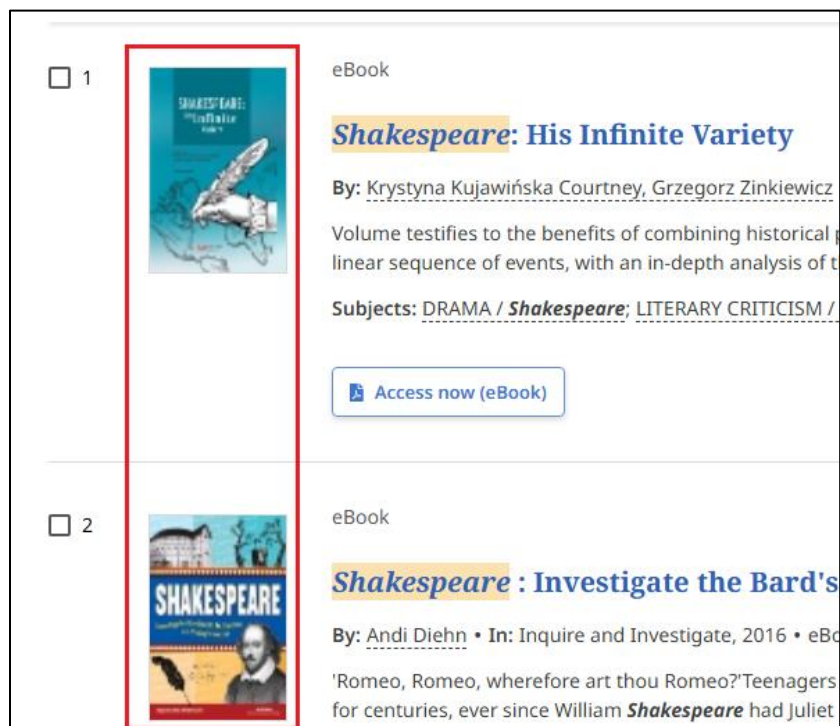 1
SHAKESPEARE:
eBook
Shakespeare: His Infinite Variety
By: Krystyna Kujawińska Courtney, Grzegorz Zinkiewicz
Volume testifies to the benefits of combining historical
linear sequence of events, with an in-depth analysis of
Subjects: DRAMA / Shakespeare; LITERARY CRITICISM /
Access now (eBook)
2
SHAKESPEARE
eBook
Shakespeare : Investigate the Bard's
By: Andi Diehn • In: Inquire and Investigate, 2016 •
'Romeo, Romeo, wherefore art thou Romeo?'Teenagers
for centuries, ever since William Shakespeare had Juliet